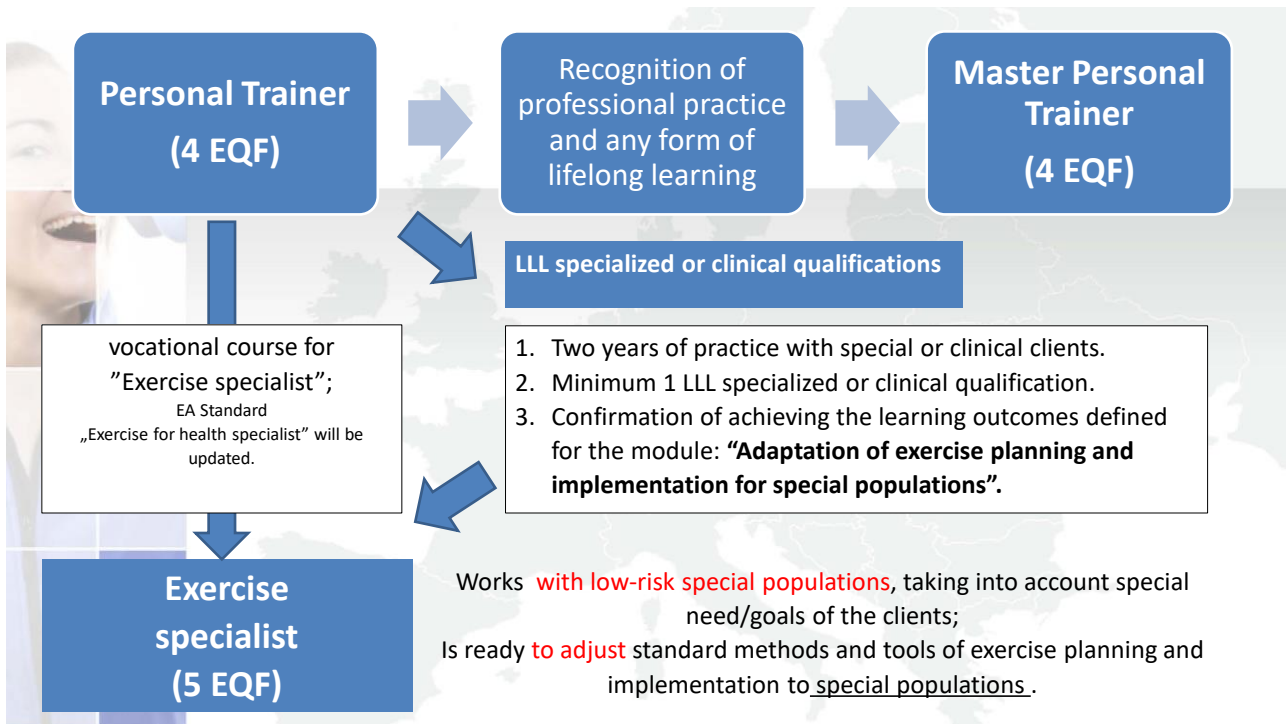 Personal Trainer
(4 EQF)
Recognition of
professional practice
and any form of
lifelong learning
Master Personal
Trainer
(4 EQF)
LLL specialized or clinical qualifications
vocational course for
”Exercise specialist”;
EA Standard
„Exercise for health specialist” will be
updated.
1. Two years of practice with special or clinical clients.
2. Minimum 1 LLL specialized or clinical qualification.
3. Confirmation of achieving the learning outcomes defined
for the module: “Adaptation of exercise planning and
implementation for special populations”.
Exercise
specialist
(5 EQF)
Works with low-risk special populations, taking into account special
need/goals of the clients;
Is ready to adjust standard methods and tools of exercise planning and
implementation to special populations .